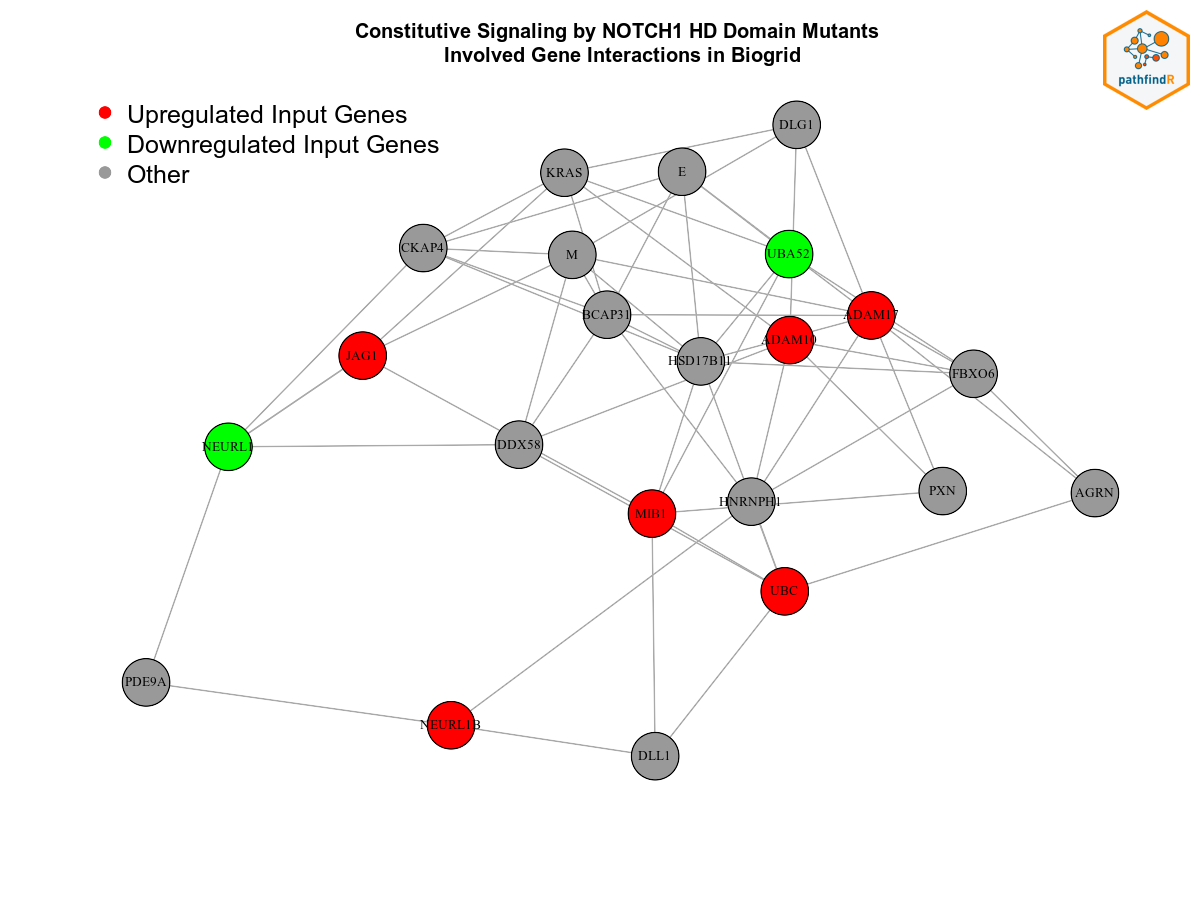 Constitutive Signaling by NOTCH1 HD Domain Mutants
Involved Gene Interactions in Biogrid
pathfindR
Upregulated Input Genes
Downregulated Input Genes
Other
DLG1
KRAS
E
CKAP4
M
UBA52
BCAP31
ADAM17
ADAM10
JAG1
HSD17B11
FBXO6
NEURL1
DDX58
PXN
AGRN
MIB1
HNRNPH1
UBC
PDE9A
NEURL1B
DLL1